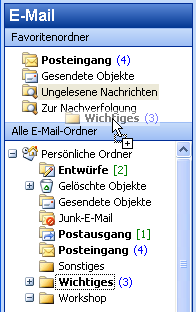 E-Mail
Favoritenordner
Posteingang (4)
Gesendete Objekte
Ungelesene Nachrichten
Zur Nachverfolgung
Wichtiges (3)
Alle E-Mail-Ordner
Persönliche Ordner
Entwürfe [2]
Gelöschte Objekte
Gesendete Objekte
Junk-E-Mail
Postausgang [1]
Posteingang (4)
Sonstiges
Wichtiges (3)
Workshop